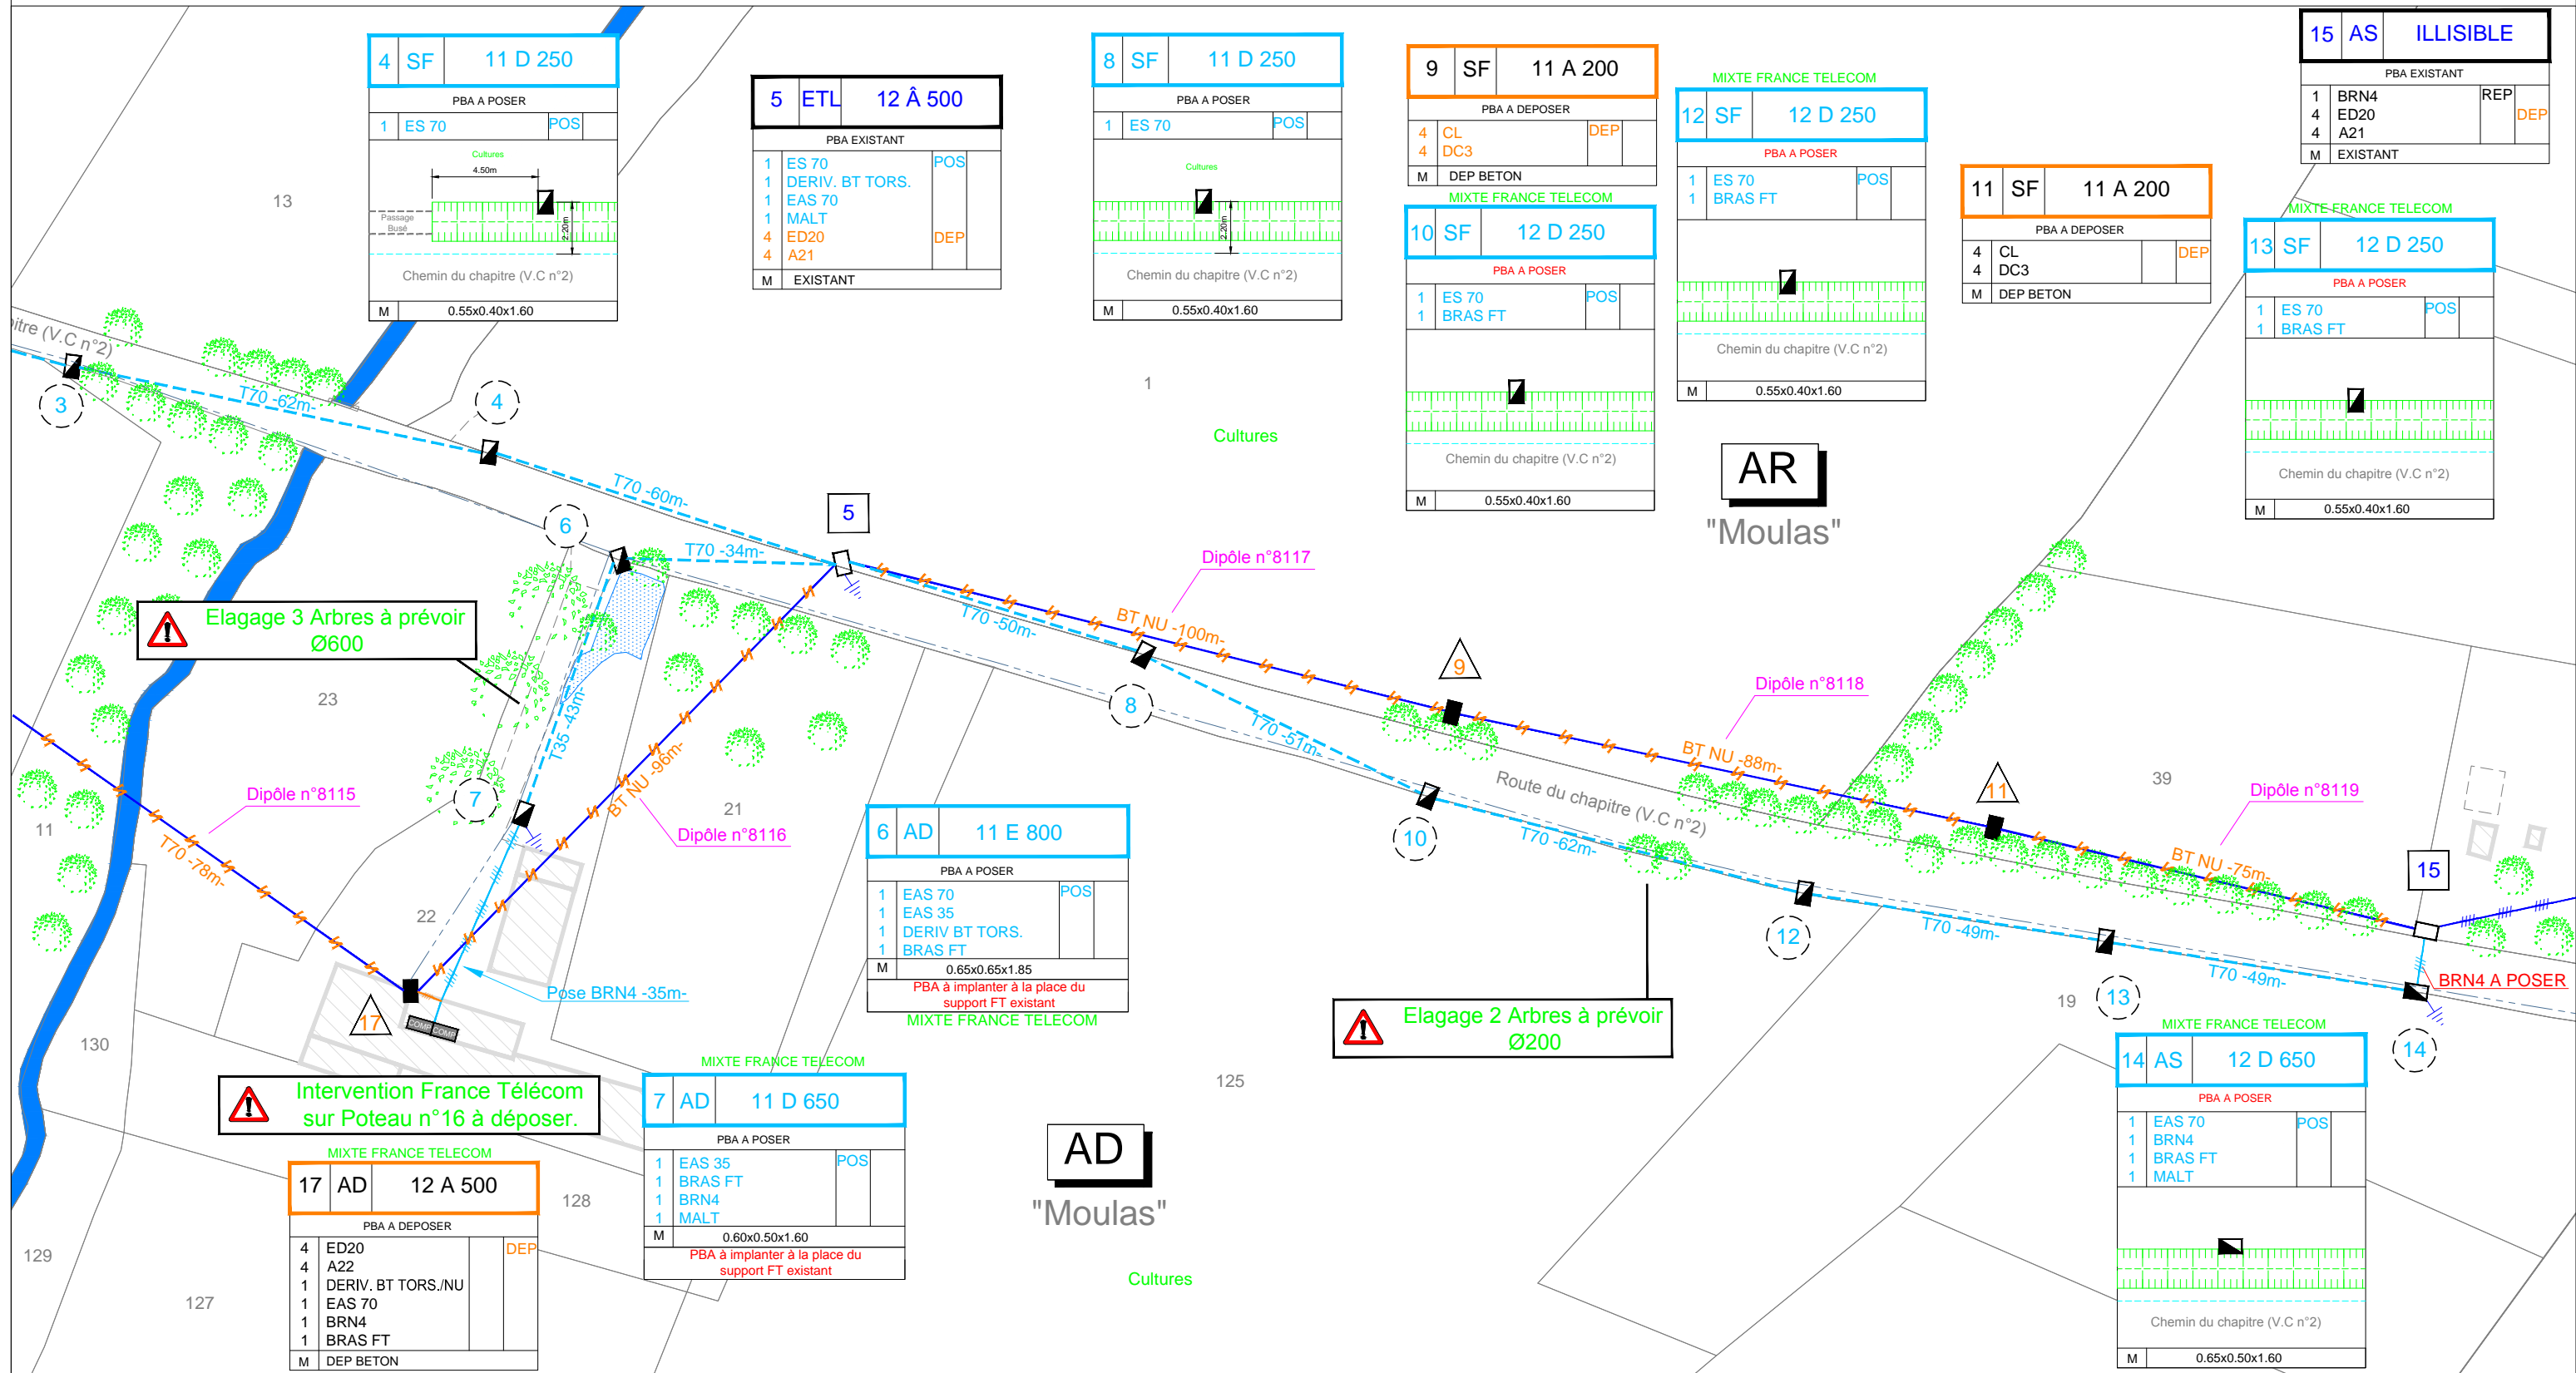 4 SF 11 D 250
PBA A POSER
1 ES 70 POS
Cultures
4.50m
Passage
Busé
2.20m
Chemin du chapitre (V.C n°2)
M 0.55x0.40x1.60
5 ETL 12 Â 500
PBA EXISTANT
1 ES 70 POS
1 DERIV. BT TORS.
1 EAS 70
1 MALT
4 ED20 DEP
4 A21
M EXISTANT
8 SF 11 D 250
PBA A POSER
1 ES 70 POS
Cultures
2.20m
Chemin du chapitre (V.C n°2)
M 0.55x0.40x1.60
9 SF 11 A 200
PBA A DEPOSER
4 CL DEP
4 DC3
M DEP BETON
MIXTE FRANCE TELECOM
10 SF 12 D 250
PBA A POSER
1 ES 70 POS
1 BRAS FT
Chemin du chapitre (V.C n°2)
M 0.55x0.40x1.60
MIXTE FRANCE TELECOM
12 SF 12 D 250
PBA A POSER
1 ES 70 POS
1 BRAS FT
Chemin du chapitre (V.C n°2)
M 0.55x0.40x1.60
11 SF 11 A 200
PBA A DEPOSER
4 CL DEP
4 DC3
M DEP BETON
15 AS ILLISIBLE
PBA EXISTANT
1 BRN4 REP
4 ED20 DEP
4 A21
M EXISTANT
MIXTE FRANCE TELECOM
13 SF 12 D 250
PBA A POSER
1 ES 70 POS
1 BRAS FT
Chemin du chapitre (V.C n°2)
M 0.55x0.40x1.60
13
1
Cultures
AR
"Moulas"
pitre (V.C n°2)
3
T70 -62m-
4
T70 -60m-
6
5
T70 -34m-
Dipôle n°8117
T70 -50m-
BT NU -100m-
Elagage 3 Arbres à prévoir
Ø600
9
8
Dipôle n°8118
23
T35 -43m-
T70 -51m-
BT NU -88m-
Route du chapitre (V.C n°2)
39
11
Dipôle n°8119
Dipôle n°8115
7
BT NU -96m-
21
Dipôle n°8116
11
T70 -78m-
10
T70 -62m-
BT NU -75m-
15
22
12
T70 -49m-
T70 -49m-
BRN4 A POSER
Pose BRN4 -35m-
19
13
14
17
COMP COMP
130
6 AD 11 E 800
PBA A POSER
1 EAS 70 POS
1 EAS 35
1 DERIV BT TORS.
1 BRAS FT
M 0.65x0.65x1.85
PBA à implanter à la place du
support FT existant
MIXTE FRANCE TELECOM
Elagage 2 Arbres à prévoir
Ø200
125
Intervention France Télécom
sur Poteau n°16 à déposer.
MIXTE FRANCE TELECOM
7 AD 11 D 650
PBA A POSER
1 EAS 35 POS
1 BRAS FT
1 BRN4
1 MALT
M 0.60x0.50x1.60
PBA à implanter à la place du
support FT existant
AD
"Moulas"
Cultures
MIXTE FRANCE TELECOM
17 AD 12 A 500
PBA A DEPOSER
4 ED20 DEP
4 A22
1 DERIV. BT TORS./NU
1 EAS 70
1 BRN4
1 BRAS FT
M DEP BETON
128
129
127
MIXTE FRANCE TELECOM
14 AS 12 D 650
PBA A POSER
1 EAS 70 POS
1 BRN4
1 BRAS FT
1 MALT
Chemin du chapitre (V.C n°2)
M 0.65x0.50x1.60